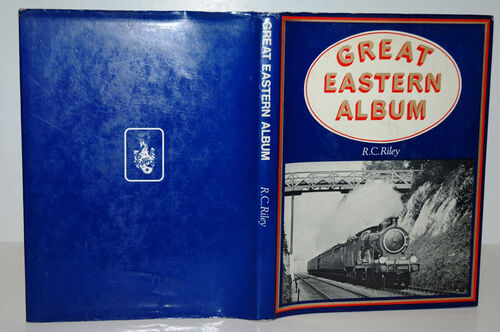 GREAT EASTERN ALBUM
R.C.Riley
GREAT
EASTERN
ALBUM
R.C.Riley